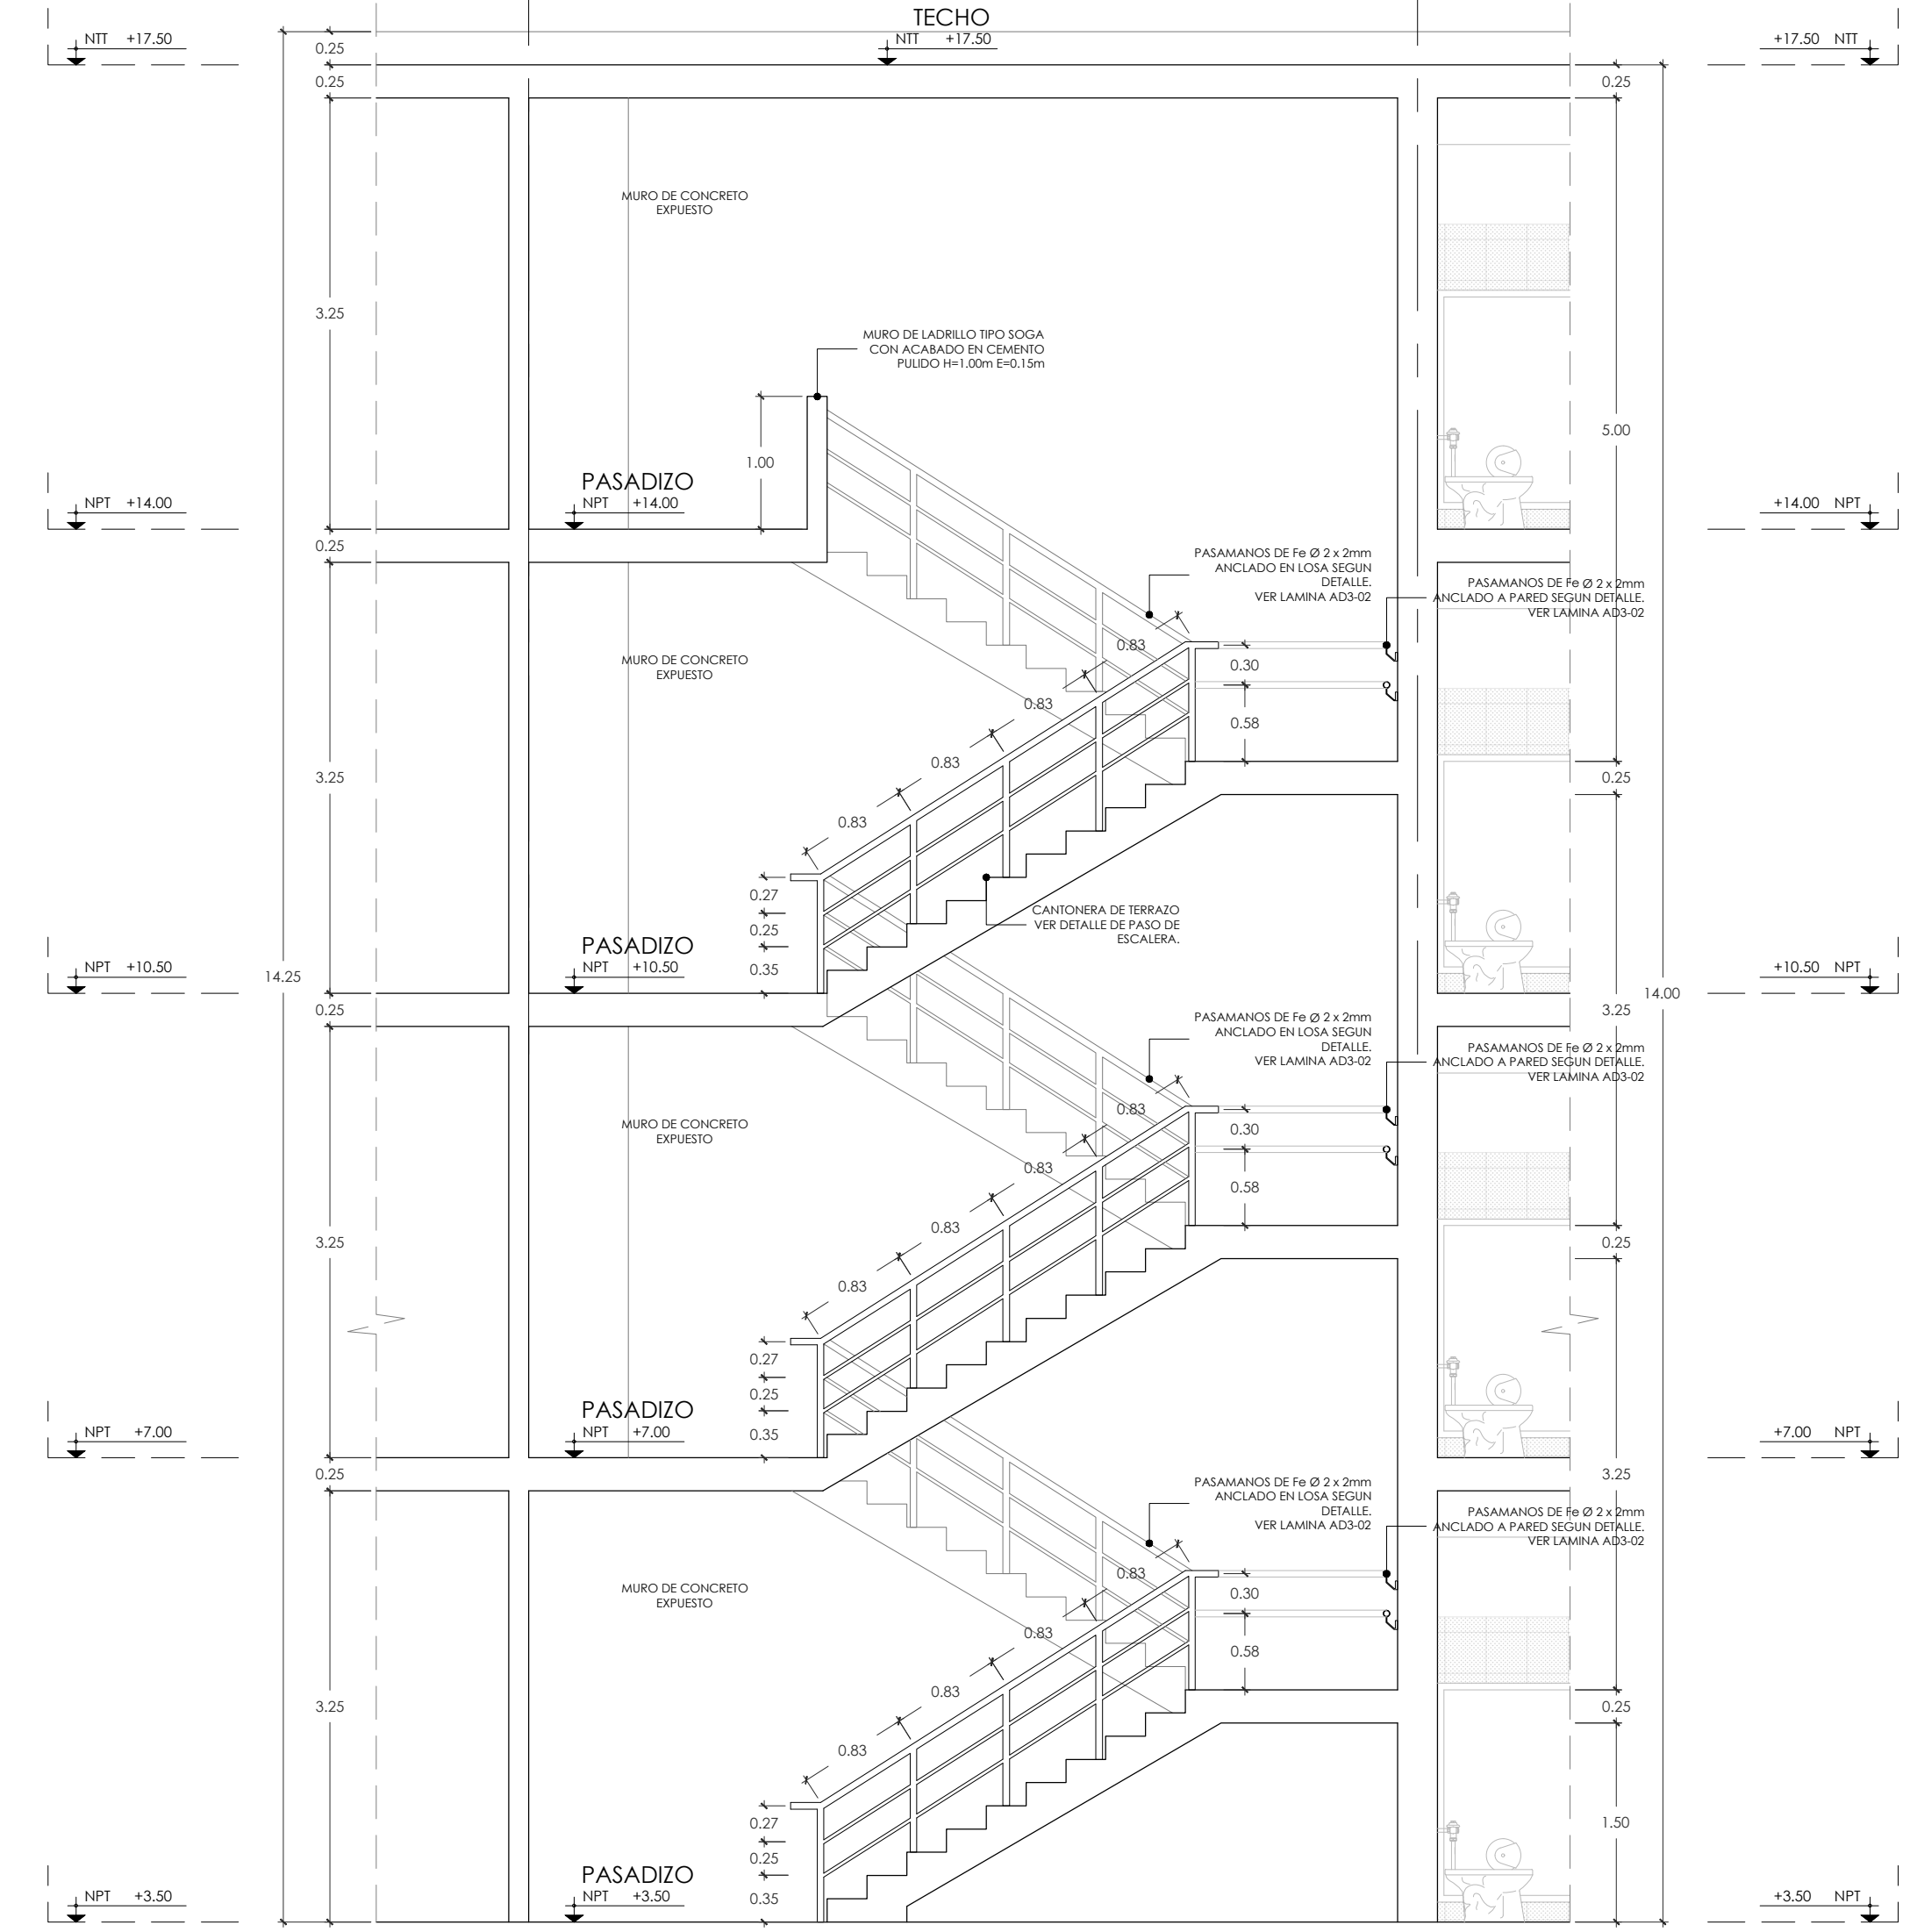 TECHO
NTT +17.50
NTT +17.50
+17.50 NTT
0.25
0.25
0.25
MURO DE CONCRETO
EXPUESTO
3.25
MURO DE LADRILLO TIPO SOGA
CON ACABADO EN CEMENTO
PULIDO H=1.00m E=0.15m
5.00
1.00
PASADIZO
NPT +14.00
NPT +14.00
+14.00 NPT
0.25
PASAMANOS DE Fe Ø 2 x 2mm
ANCLADO EN LOSA SEGUN
DETALLE.
VER LAMINA AD3-02
PASAMANOS DE Fe Ø 2 x 2mm
ANCLADO A PARED SEGUN DETALLE.
VER LAMINA AD3-02
MURO DE CONCRETO
EXPUESTO
0.83
0.30
0.83
0.58
0.83
3.25
0.25
0.83
0.27
0.25
0.35
CANTONERA DE TERRAZO
VER DETALLE DE PASO DE
ESCALERA.
PASADIZO
NPT +10.50
NPT +10.50
+10.50 NPT
14.25
14.00
0.25
3.25
PASAMANOS DE Fe Ø 2 x 2mm
ANCLADO EN LOSA SEGUN
DETALLE.
VER LAMINA AD3-02
PASAMANOS DE Fe Ø 2 x 2mm
ANCLADO A PARED SEGUN DETALLE.
VER LAMINA AD3-02
MURO DE CONCRETO
EXPUESTO
0.83
0.30
0.83
0.58
0.83
3.25
0.25
0.83
0.27
0.25
0.35
PASADIZO
NPT +7.00
NPT +7.00
+7.00 NPT
0.25
3.25
PASAMANOS DE Fe Ø 2 x 2mm
ANCLADO EN LOSA SEGUN
DETALLE.
VER LAMINA AD3-02
PASAMANOS DE Fe Ø 2 x 2mm
ANCLADO A PARED SEGUN DETALLE.
VER LAMINA AD3-02
MURO DE CONCRETO
EXPUESTO
0.83
0.30
0.83
0.58
0.83
3.25
0.25
0.83
0.27
0.25
0.35
1.50
PASADIZO
NPT +3.50
NPT +3.50
+3.50 NPT